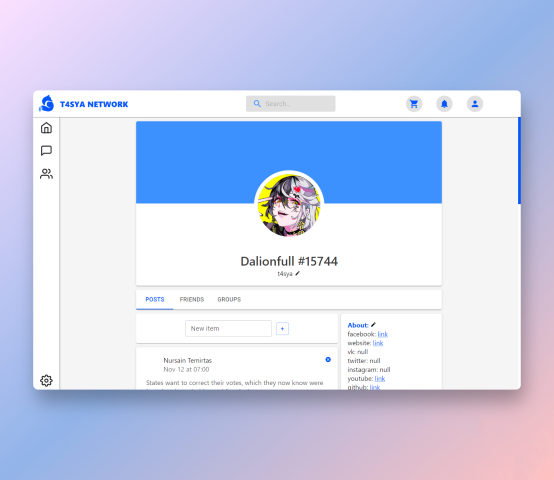 T4SYA NETWORK
Search...
Dalionfull #15744
t4sya
POSTS FRIENDS GROUPS
New item
+
Nursain Temirtas
Nov 12 at 07:00
States want to correct their votes, which they now know were
About:
facebook: link
website: link
vk: null
twitter: null
instagram: null
youtube: link
github: link